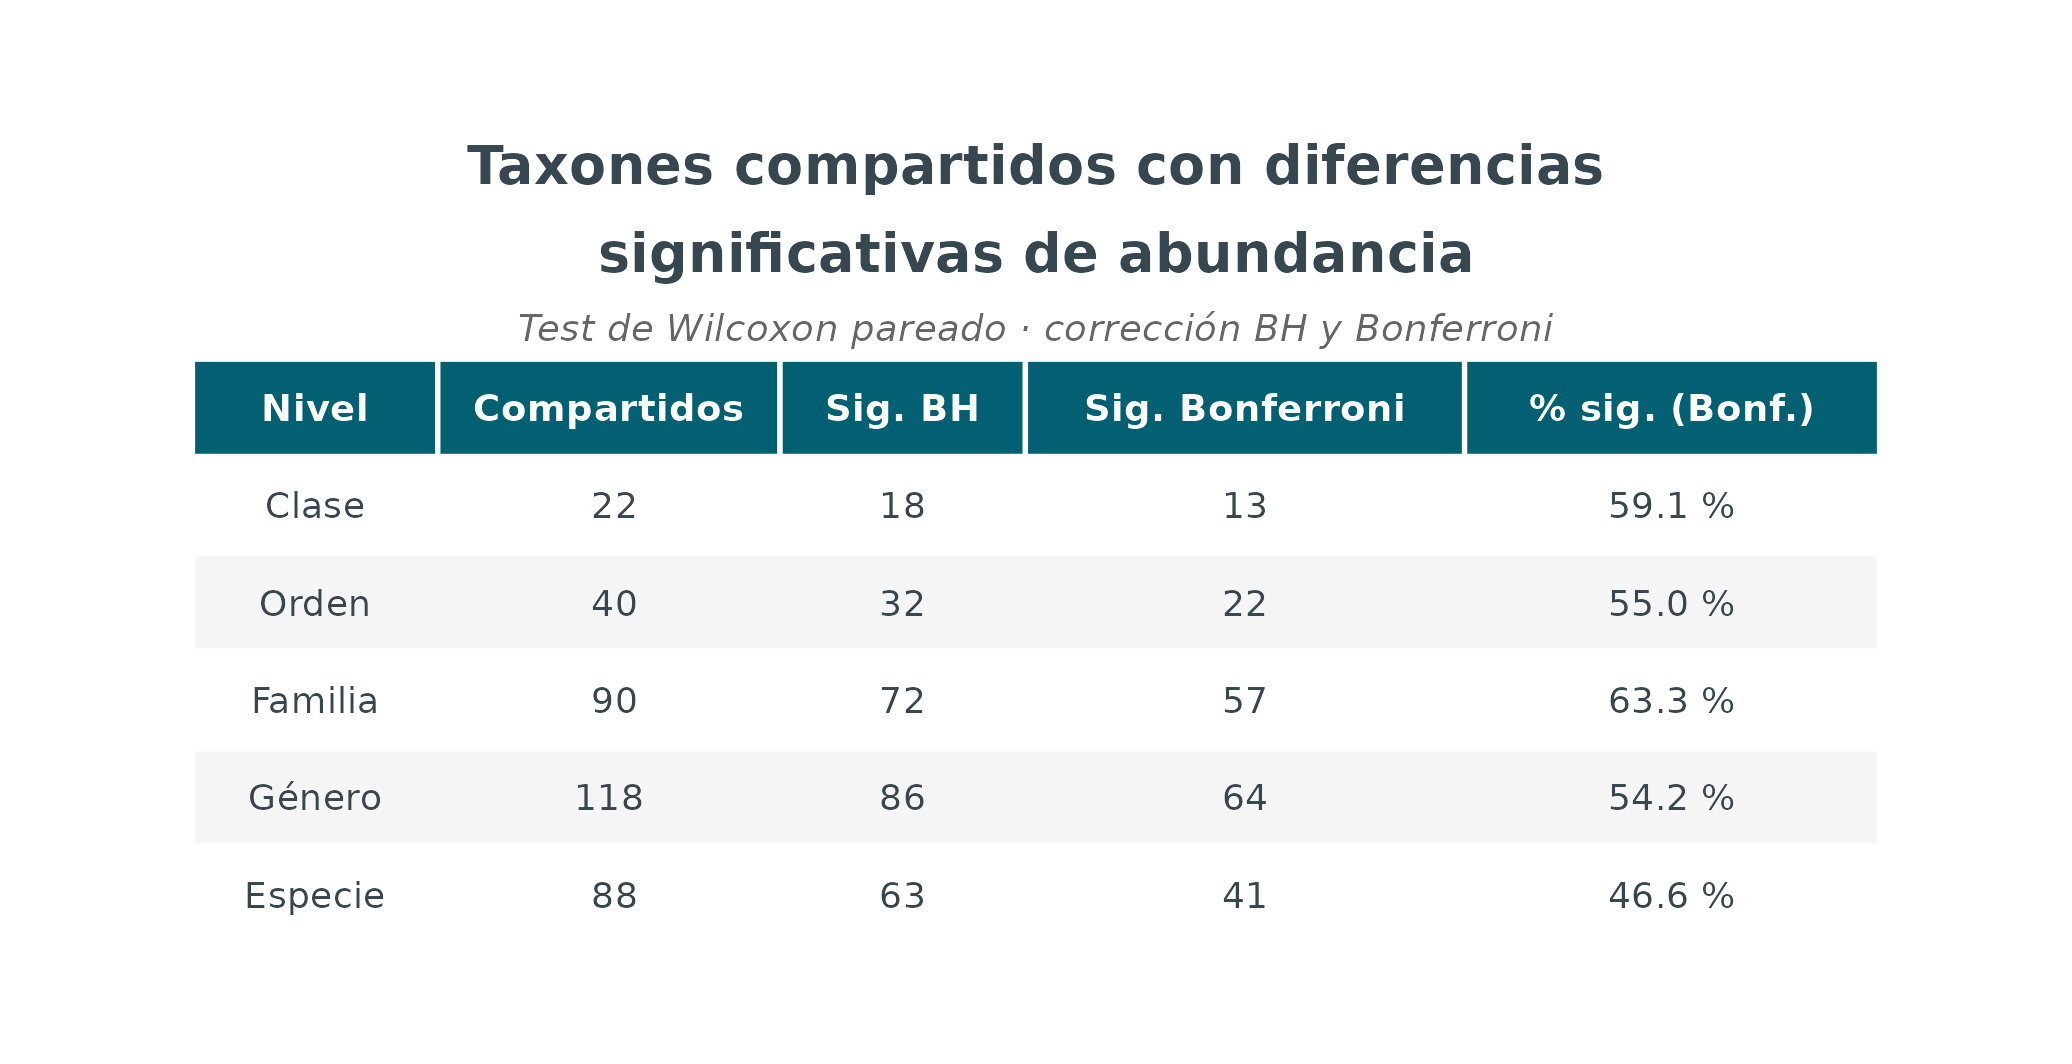 Taxones compartidos con diferencias
significativas de abundancia
Test de Wilcoxon pareado · corrección BH y Bonferroni
Nivel Compartidos Sig. BH Sig. Bonferroni % sig. (Bonf.)
Clase 22 18 13 59.1 %
Orden 40 32 22 55.0 %
Familia 90 72 57 63.3 %
Género 118 86 64 54.2 %
Especie 88 63 41 46.6 %